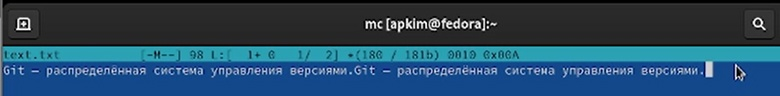 mc [apkim@fedora]:~
text.txt [-M--] 98 L:[ 1+ 0 1/ 2] *(180 / 181b) 0010 0x00A
Git — распределённая система управления версиями.Git — распределённая система управления версиями.